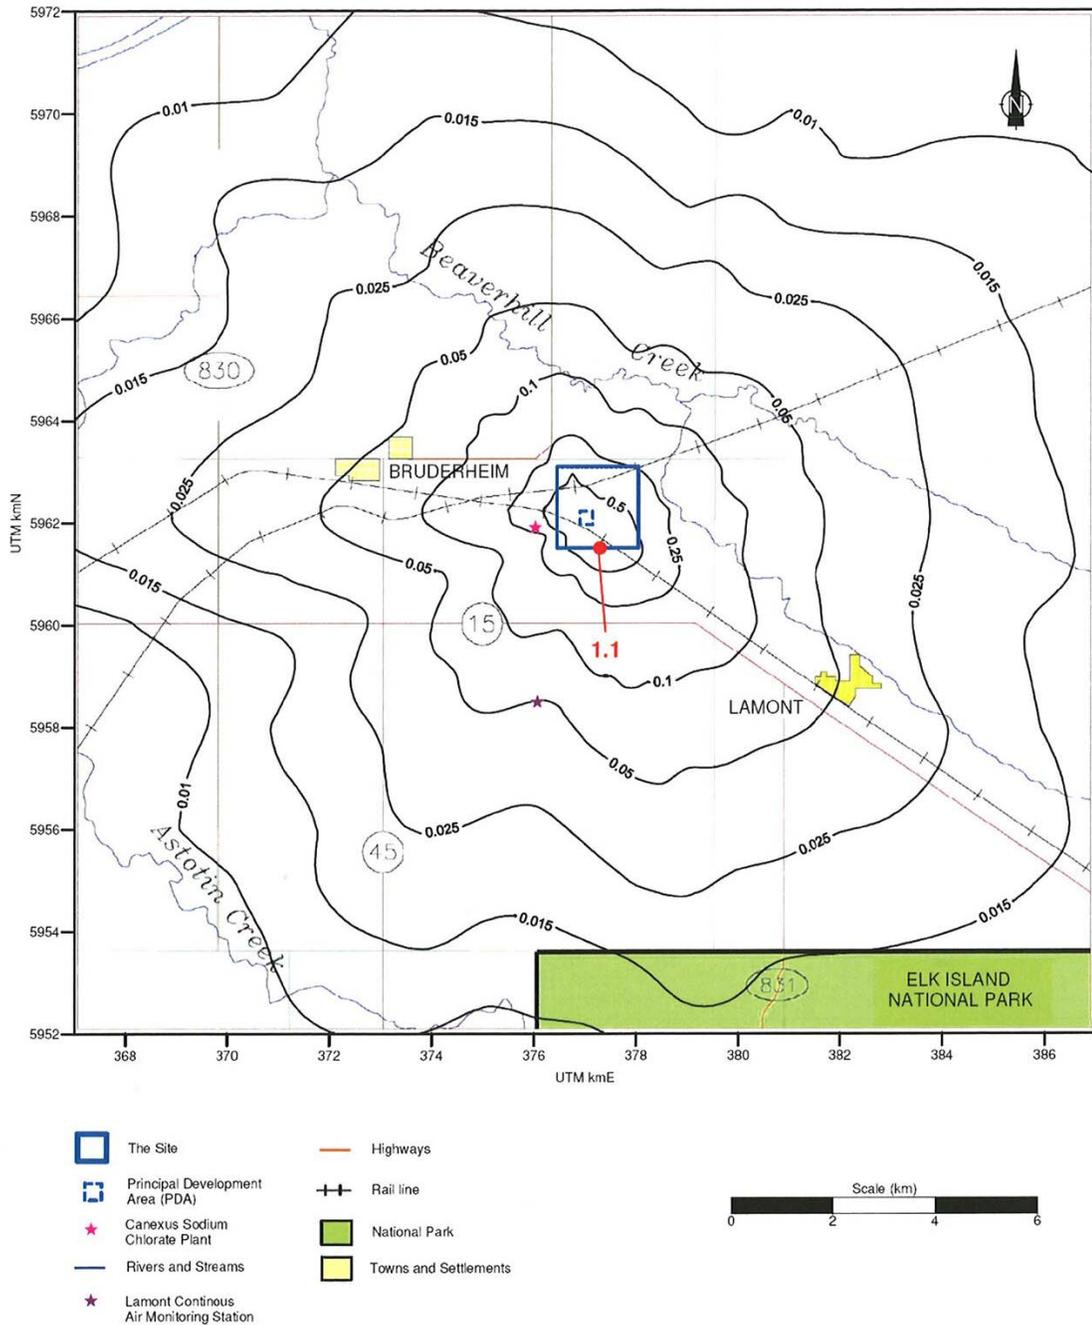 5972
5970
5968
5966
5964
5962
5960
5958
5956
5954
5952
UTM kmN
368
370
372
374
376
378
380
382
384
386
UTM kmE
N
0.01
0.015
0.01
Beaverhill
Creek
0.025
0.025
0.015
0.05
0.015
830
0.1
0.05
BRUDERHEIM
0.025
0.5
0.25
0.05
0.015
0.025
15
1.1
0.1
LAMONT
0.05
0.01
0.025
0.025
45
Astotin Creek
0.015
0.015
831
ELK ISLAND
NATIONAL PARK
The Site
Principal Development
Area (PDA)
Canexus Sodium
Chlorate Plant
Rivers and Streams
Lamont Continous
Air Monitoring Station
Highways
Rail line
National Park
Towns and Settlements
Scale (km)
0 2 4 6